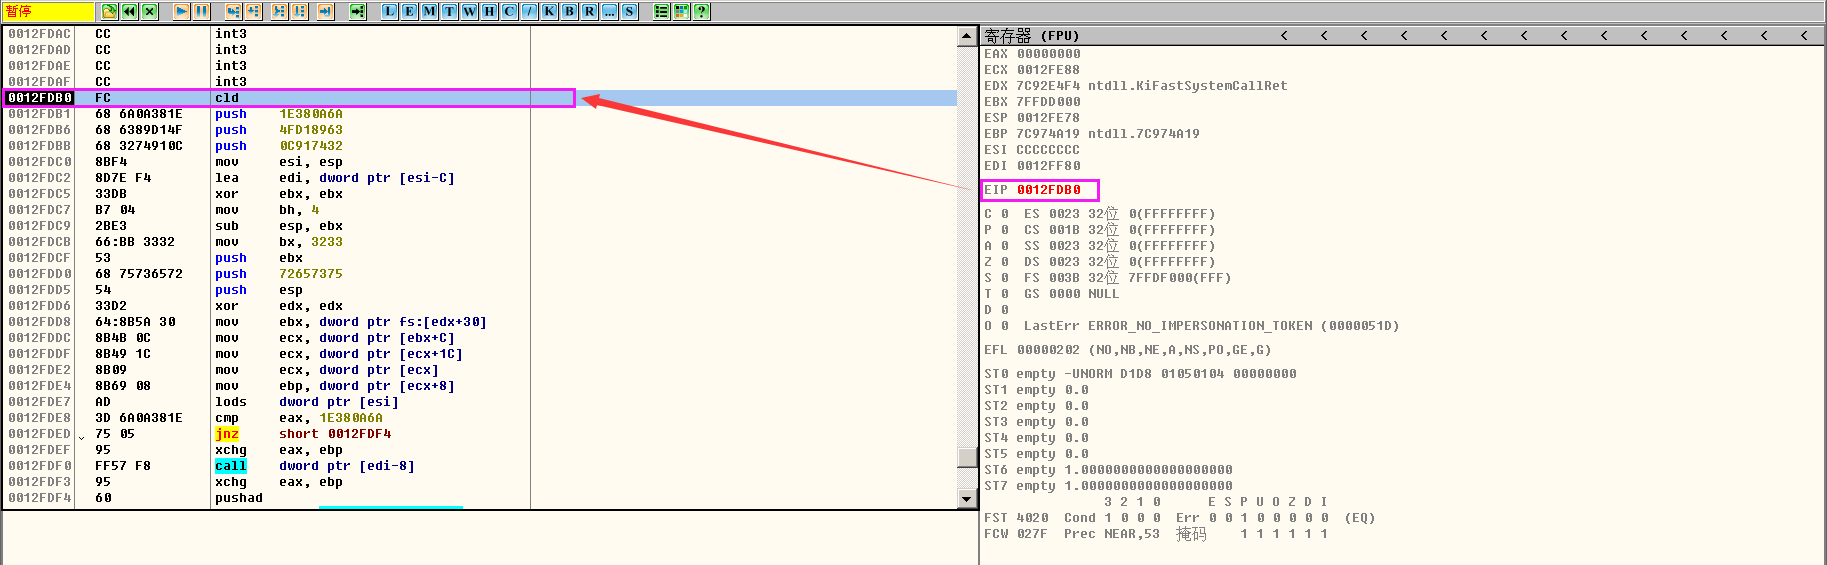 暂停
L E M T W H C / K B R ... S ?
0012FDAC CC int3
0012FDAD CC int3
0012FDAE CC int3
0012FDAF CC int3
0012FDB0 FC cld
0012FDB1 68 6A0A381E push 1E380A6A
0012FDB6 68 6389D14F push 4FD18963
0012FDBB 68 3274910C push 0C917432
0012FDC0 8BF4 mov esi, esp
0012FDC2 8D7E F4 lea edi, dword ptr [esi-C]
0012FDC5 33DB xor ebx, ebx
0012FDC7 B7 04 mov bh, 4
0012FDC9 2BE3 sub esp, ebx
0012FDCB 66:BB 3332 mov bx, 3233
0012FDCF 53 push ebx
0012FDD0 68 75736572 push 72657375
0012FDD5 54 push esp
0012FDD6 33D2 xor edx, edx
0012FDD8 64:8B5A 30 mov ebx, dword ptr fs:[edx+30]
0012FDDC 8B4B 0C mov ecx, dword ptr [ebx+C]
0012FDDF 8B49 1C mov ecx, dword ptr [ecx+1C]
0012FDE2 8B09 mov ecx, dword ptr [ecx]
0012FDE4 8B69 08 mov ebp, dword ptr [ecx+8]
0012FDE7 AD lods dword ptr [esi]
0012FDE8 3D 6A0A381E cmp eax, 1E380A6A
0012FDED 75 05 jnz short 0012FDF4
0012FDEF 95 xchg eax, ebp
0012FDF0 FF57 F8 call dword ptr [edi-8]
0012FDF3 95 xchg eax, ebp
0012FDF4 60 pushad
寄存器 (FPU) < < < < < < < < < < < < < <
EAX 00000000
ECX 0012FE88
EDX 7C92E4F4 ntdll.KiFastSystemCallRet
EBX 7FFDD000
ESP 0012FE78
EBP 7C974A19 ntdll.7C974A19
ESI CCCCCCCC
EDI 0012FF80
EIP 0012FDB0
C 0 ES 0023 32位 0(FFFFFFFF)
P 0 CS 001B 32位 0(FFFFFFFF)
A 0 SS 0023 32位 0(FFFFFFFF)
Z 0 DS 0023 32位 0(FFFFFFFF)
S 0 FS 003B 32位 7FFDF000(FFF)
T 0 GS 0000 NULL
D 0
O 0 LastErr ERROR_NO_IMPERSONATION_TOKEN (0000051D)
EFL 00000202 (NO,NB,NE,A,NS,PO,GE,G)
ST0 empty -UNORM D1D8 01050104 00000000
ST1 empty 0.0
ST2 empty 0.0
ST3 empty 0.0
ST4 empty 0.0
ST5 empty 0.0
ST6 empty 1.0000000000000000000
ST7 empty 1.0000000000000000000
3 2 1 0 E S P U O Z D I
FST 4020 Cond 1 0 0 0 Err 0 0 1 0 0 0 0 0 (EQ)
FCW 027F Prec NEAR,53 掩码 1 1 1 1 1 1